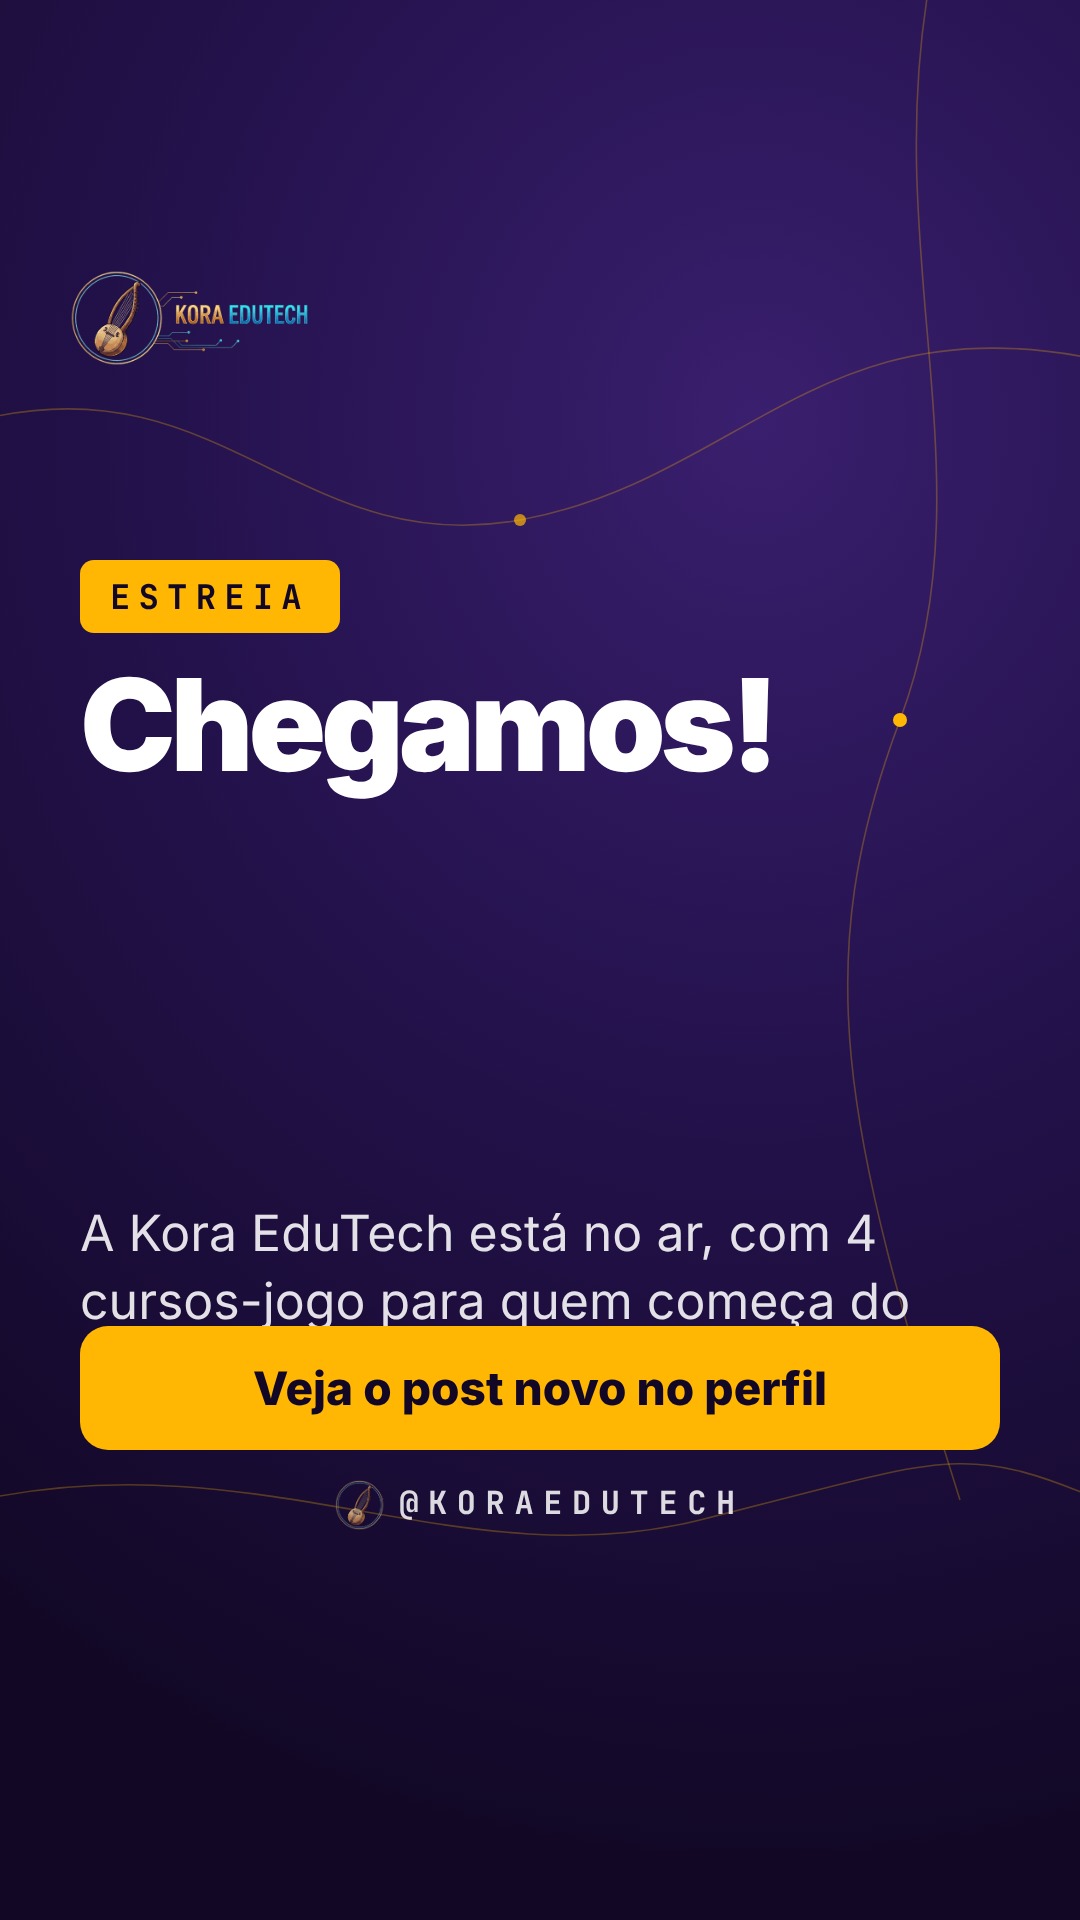 KORA EDUTECH
ESTREIA
Chegamos!
A Kora EduTech está no ar, com 4
cursos-jogo para quem começa do
Veja o post novo no perfil
@KORAEDUTECH